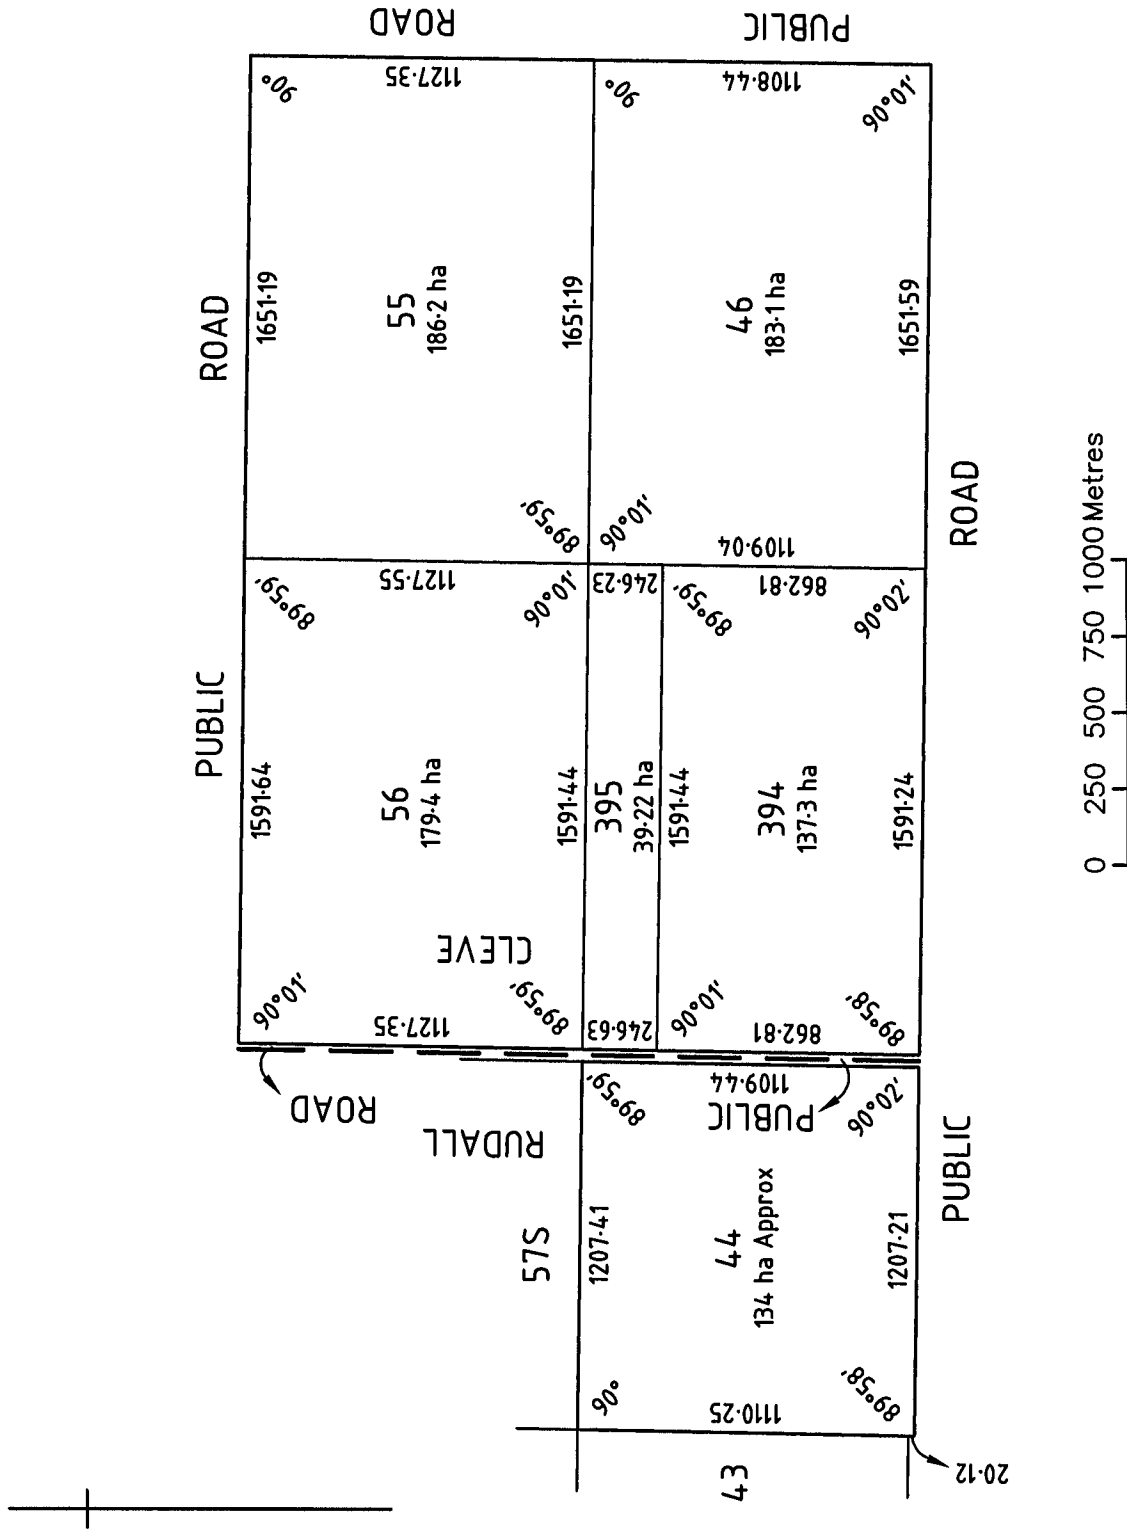 ROAD
PUBLIC
90°
1127·35
90°
1108·44
90°01'
ROAD
1651·19
55
186·2 ha
1651·19
46
183·1 ha
1651·59
89°59'
90°01'
1109·04
ROAD
89°59'
1127·55
90°01'
246·23
89°59'
862·81
90°02'
PUBLIC
1591·64
56
179·4 ha
1591·44
395
39·22 ha
1591·44
394
137·3 ha
1591·24
CLEVE
90°01'
1127·35
89°59'
246·63
90°01'
862·81
89°58'
ROAD
RUDALL
89°59'
1109·44
PUBLIC
90°02'
PUBLIC
57S
1207·41
44
134 ha Approx
1207·21
90°
1110·25
89°58'
43
20·12
0 250 500 750 1000 Metres